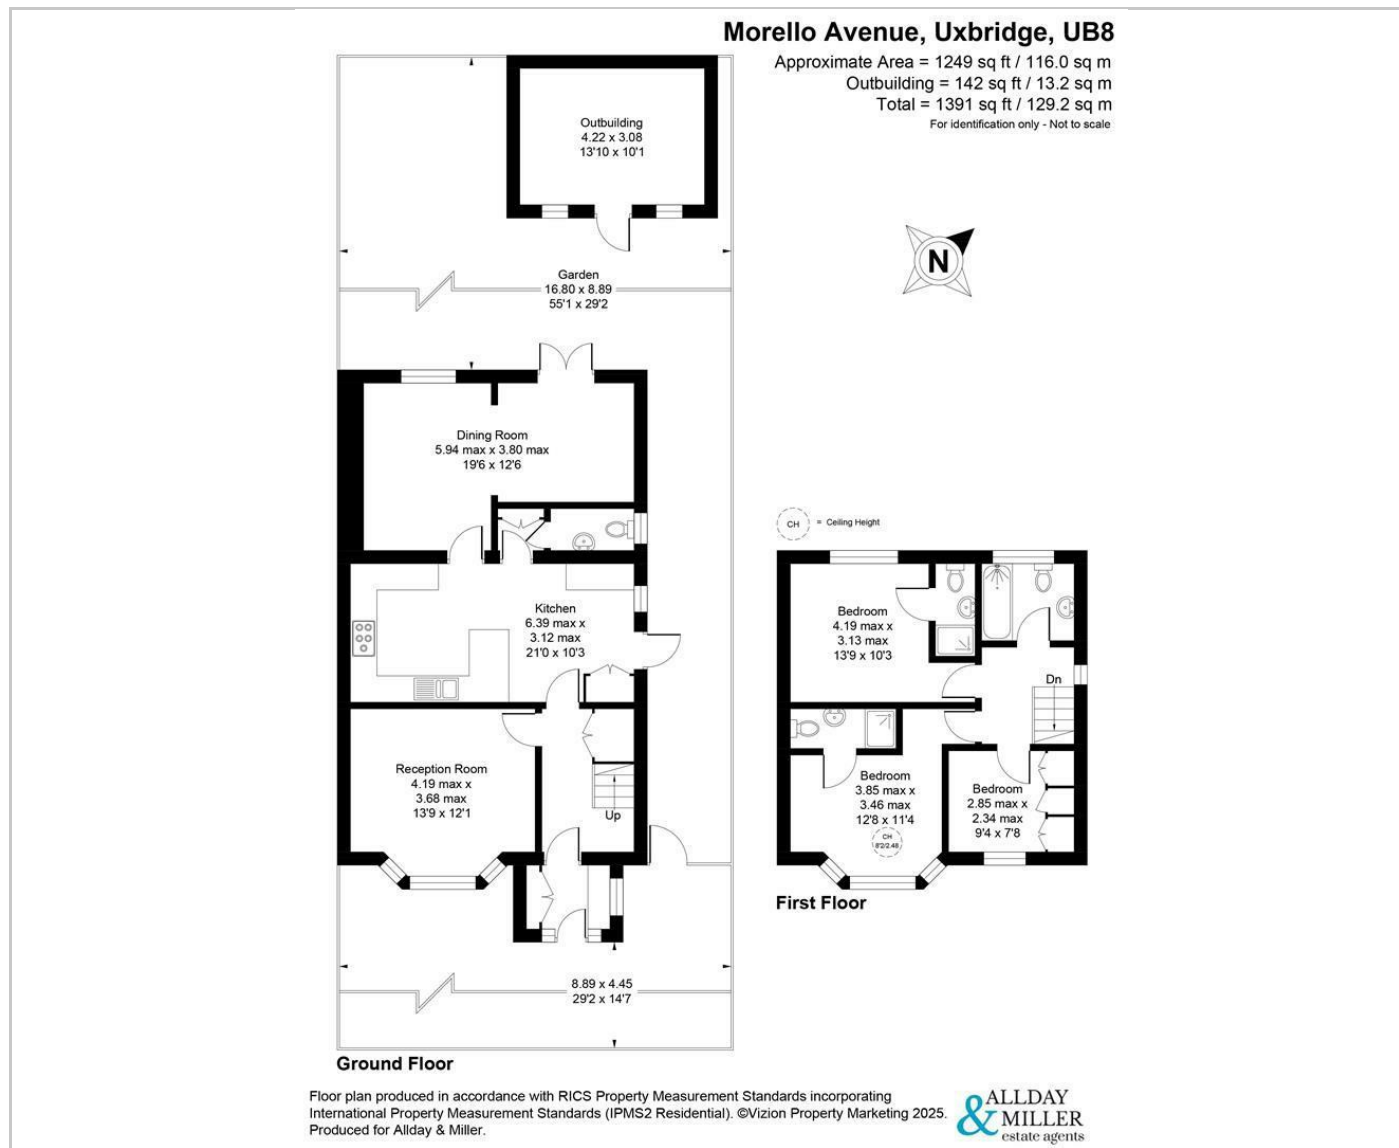 Morello Avenue, Uxbridge, UB8
Approximate Area = 1249 sq ft / 116.0 sq m
Outbuilding = 142 sq ft / 13.2 sq m
Total = 1391 sq ft / 129.2 sq m
For identification only - Not to scale
Outbuilding
4.22 x 3.08
13'10 x 10'1
N
Garden
16.80 x 8.89
55'1 x 29'2
Dining Room
5.94 max x 3.80 max
19'6 x 12'6
Kitchen
6.39 max x
3.12 max
21'0 x 10'3
Reception Room
4.19 max x
3.68 max
13'9 x 12'1
Up
8.89 x 4.45
29'2 x 14'7
Ground Floor
CH = Ceiling Height
Bedroom
4.19 max x
3.13 max
13'9 x 10'3
Dn
Bedroom
3.85 max x
3.46 max
12'8 x 11'4
CH
8'2/2.48
Bedroom
2.85 max x
2.34 max
9'4 x 7'8
First Floor
Floor plan produced in accordance with RICS Property Measurement Standards incorporating
International Property Measurement Standards (IPMS2 Residential). ©Vizion Property Marketing 2025.
Produced for Allday & Miller.
ALLDAY
& MILLER
estate agents